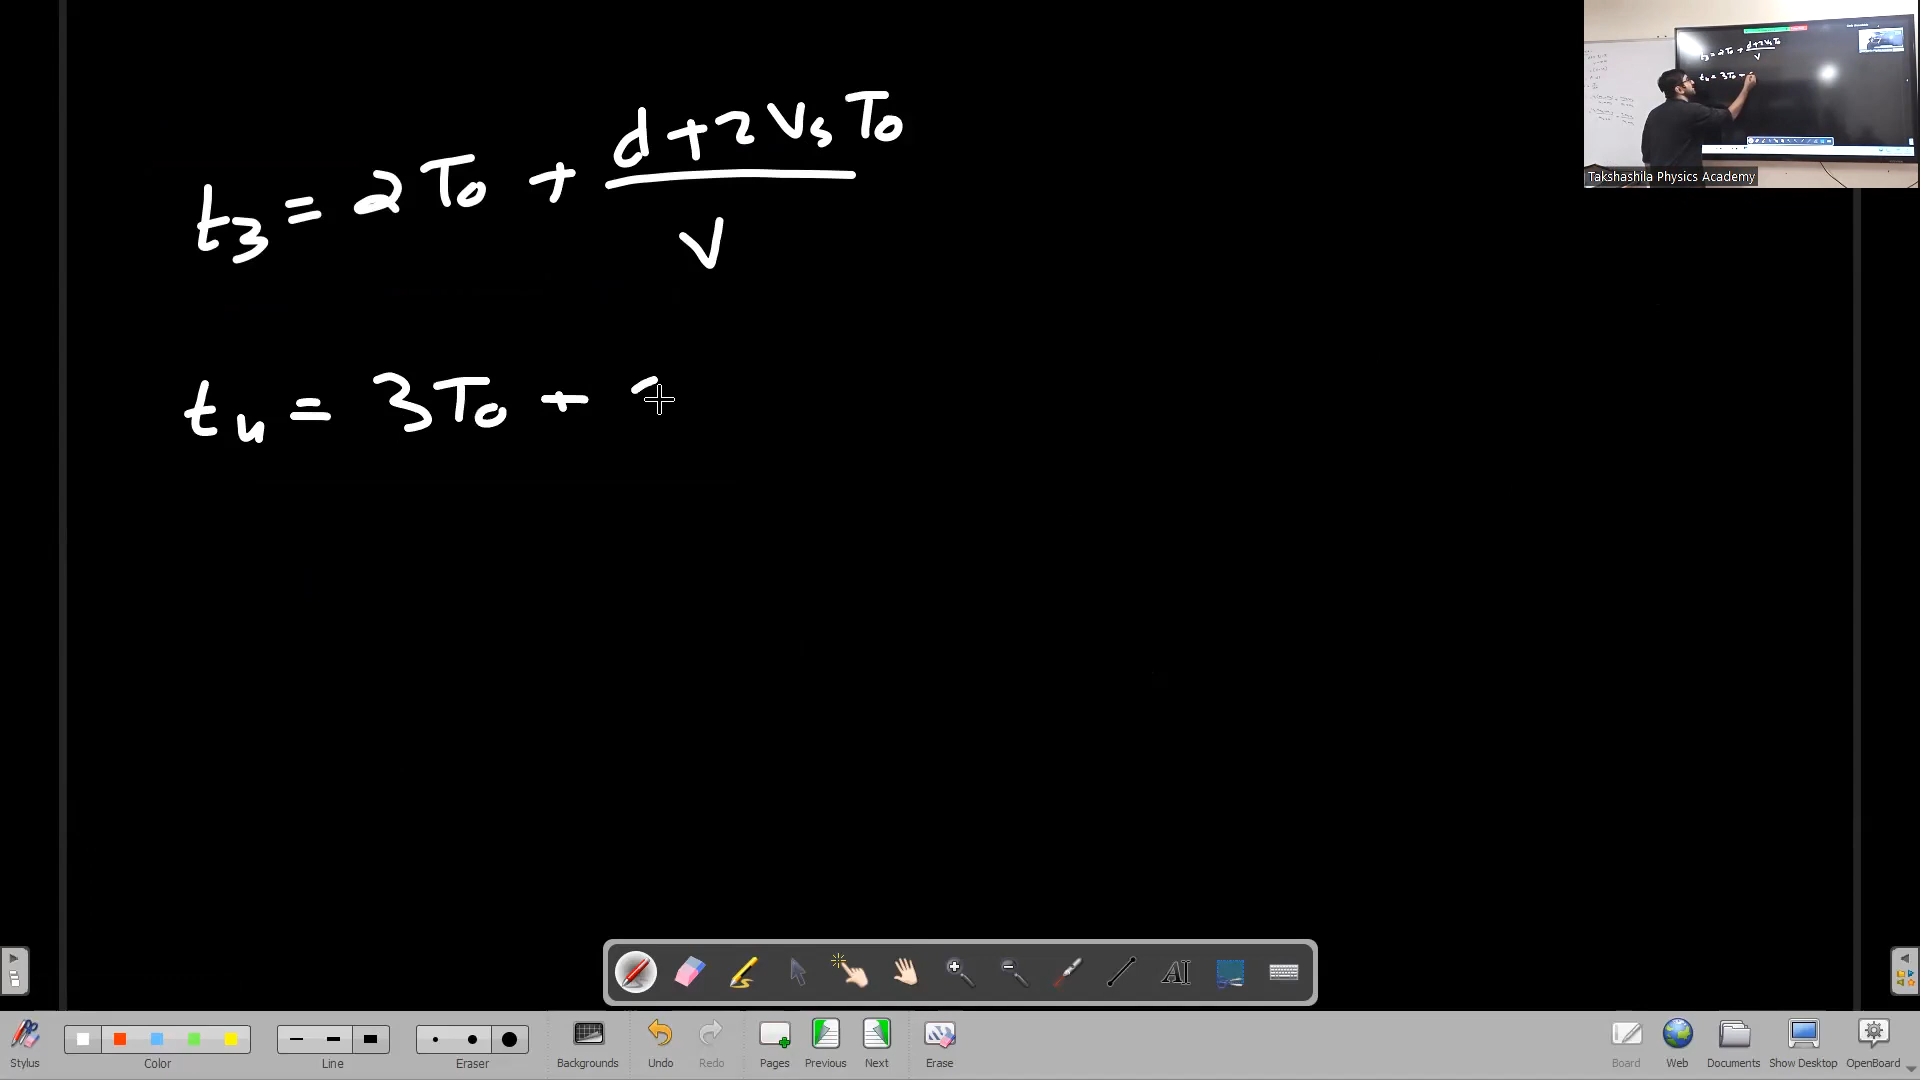 t₃ = 2T₀ + (d + 2VₛT₀)/V
t₄ = 3T₀ +
Takshashila Physics Academy
Stylus
Color
Line
Eraser
Backgrounds
Undo
Redo
Pages
Previous
Next
Erase
Board
Web
Documents
Show Desktop
OpenBoard